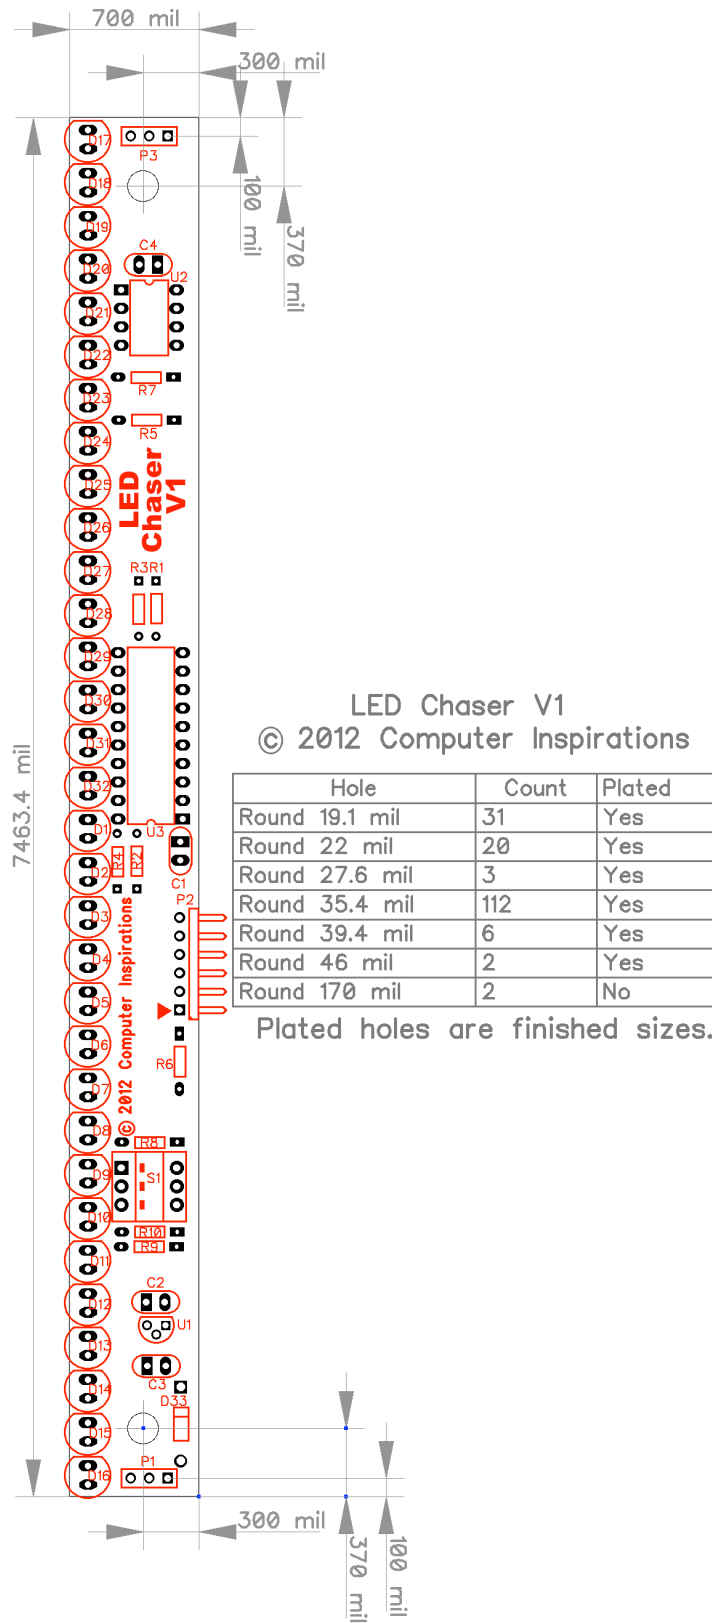 700 mil
300 mil
100 mil
370 mil
7463.4 mil
D17
P3
D18
D19
C4
D20
U2
D21
D22
R7
D23
R5
D24
LED
Chaser
V1
D25
D26
R3 R1
D27
D28
D29
D30
D31
D32
D1
U3
R4 R2
D2
C1
P2
D3
D4
D5
D6
R6
D7
D8
© 2012 Computer Inspirations
R8
D9
S1
D10
R10
R9
D11
C2
D12
U1
D13
C3
D14
D33
D15
P1
D16
LED Chaser V1
© 2012 Computer Inspirations
Hole Count Plated
Round 19.1 mil 31 Yes
Round 22 mil 20 Yes
Round 27.6 mil 3 Yes
Round 35.4 mil 112 Yes
Round 39.4 mil 6 Yes
Round 46 mil 2 Yes
Round 170 mil 2 No
Plated holes are finished sizes.
300 mil
370 mil
100 mil